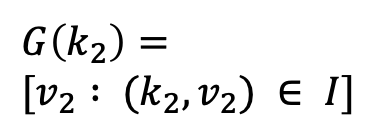 G(k₂) =
[v₂ : (k₂, v₂) ∈ I]